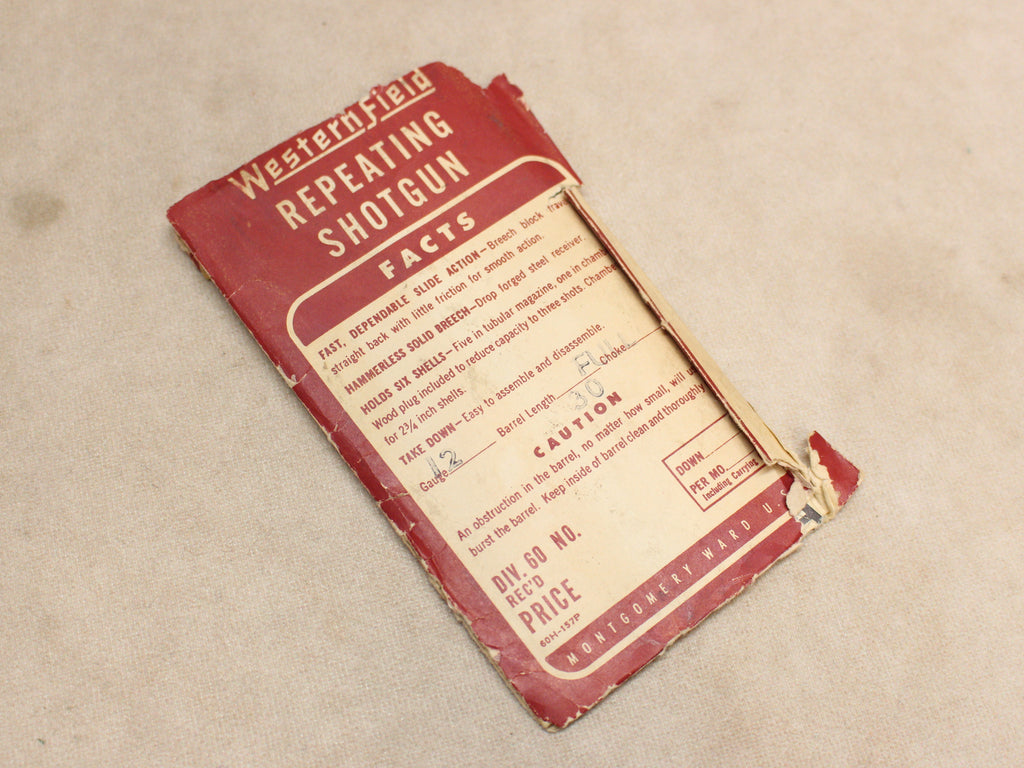 WesternField
REPEATING
SHOTGUN
FACTS
FAST, DEPENDABLE SLIDE ACTION—Breech block
straight back with little friction for smooth action.
HAMMERLESS SOLID BREECH—Drop forged steel receiver.
HOLDS SIX SHELLS—Five in tubular magazine, one in
Wood plug included to reduce capacity to three shots.
for 2¾ inch shells.
TAKE DOWN—Easy to assemble and disassemble.
Gauge 12 Barrel Length 30 Choke FULL
CAUTION
An obstruction in the barrel, no matter how small, will
burst the barrel. Keep inside of barrel clean and thoroughly
DOWN
PER MO.
Including Carrying
DIV. 60 NO.
REC'D
PRICE
60H-157P
MONTGOMERY WARD U.S.